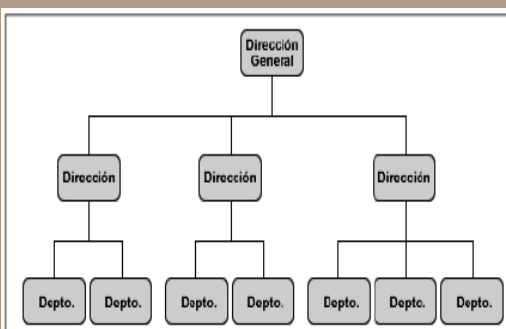 Dirección
General
Dirección Dirección Dirección
Depto. Depto. Depto. Depto. Depto. Depto. Depto.